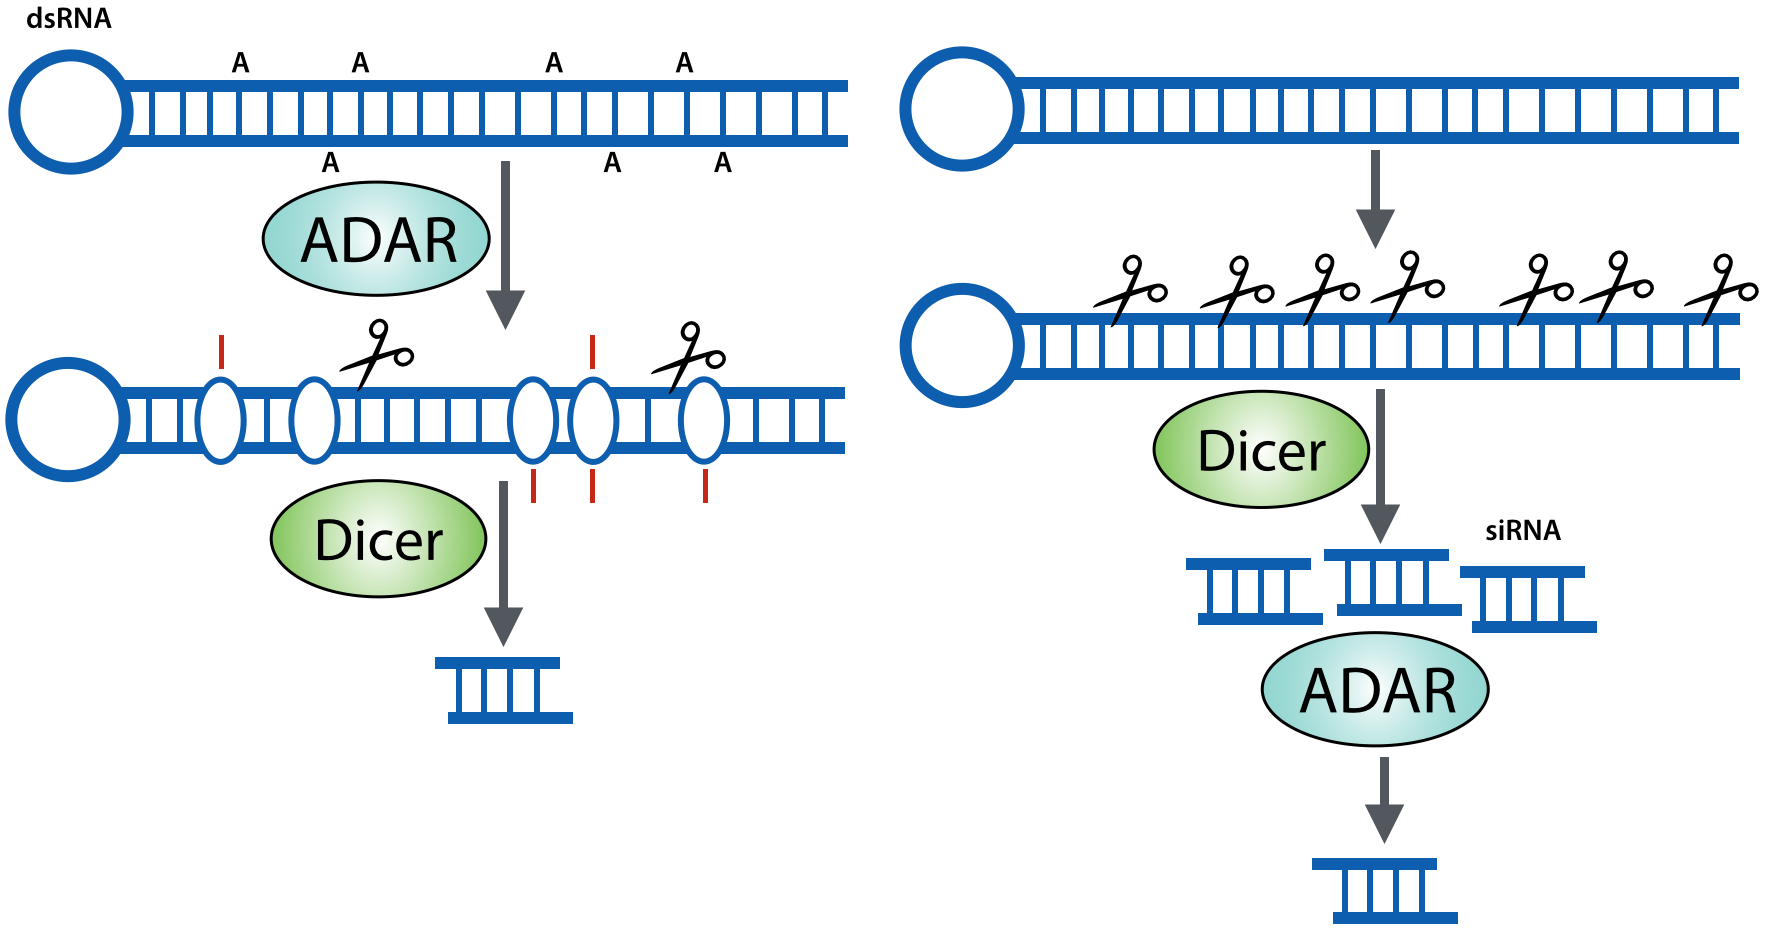 dsRNA
A A A A
A A A
ADAR
I I
I I I
Dicer
Dicer
siRNA
ADAR